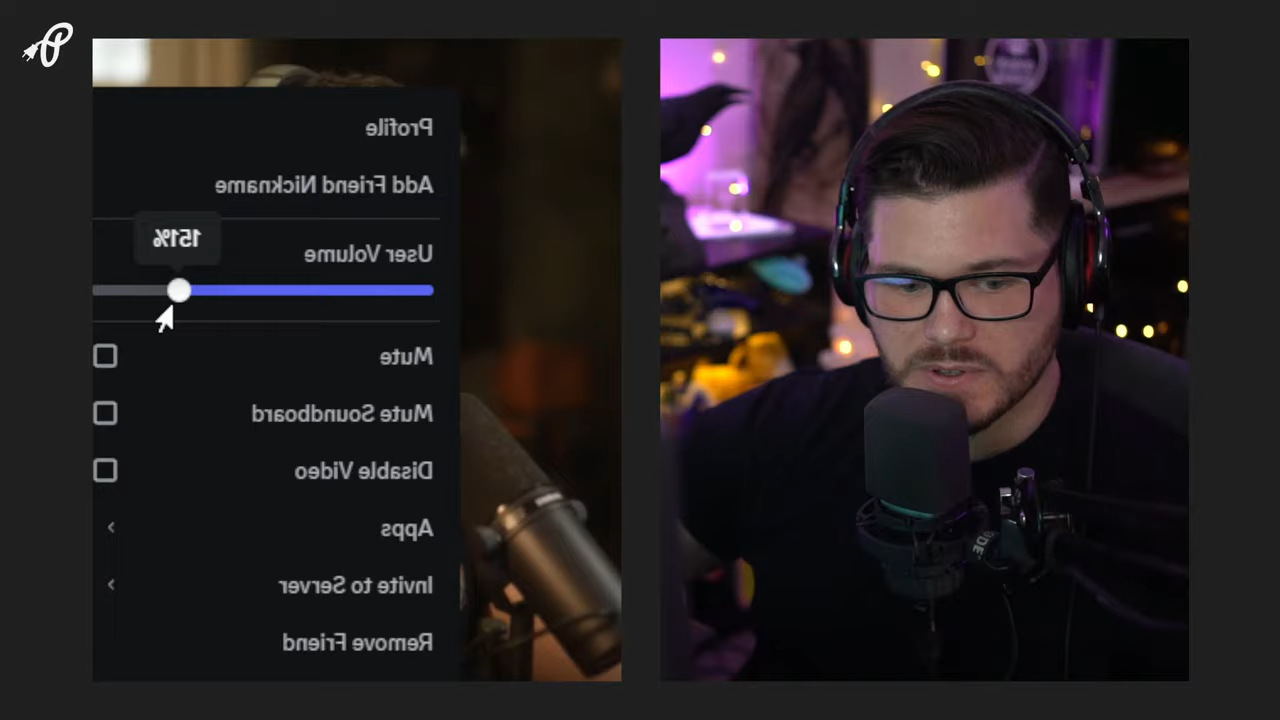 Profile
Add Friend Nickname
151%
User Volume
Mute
Mute Soundboard
Disable Video
Apps
Invite to Server
Remove Friend